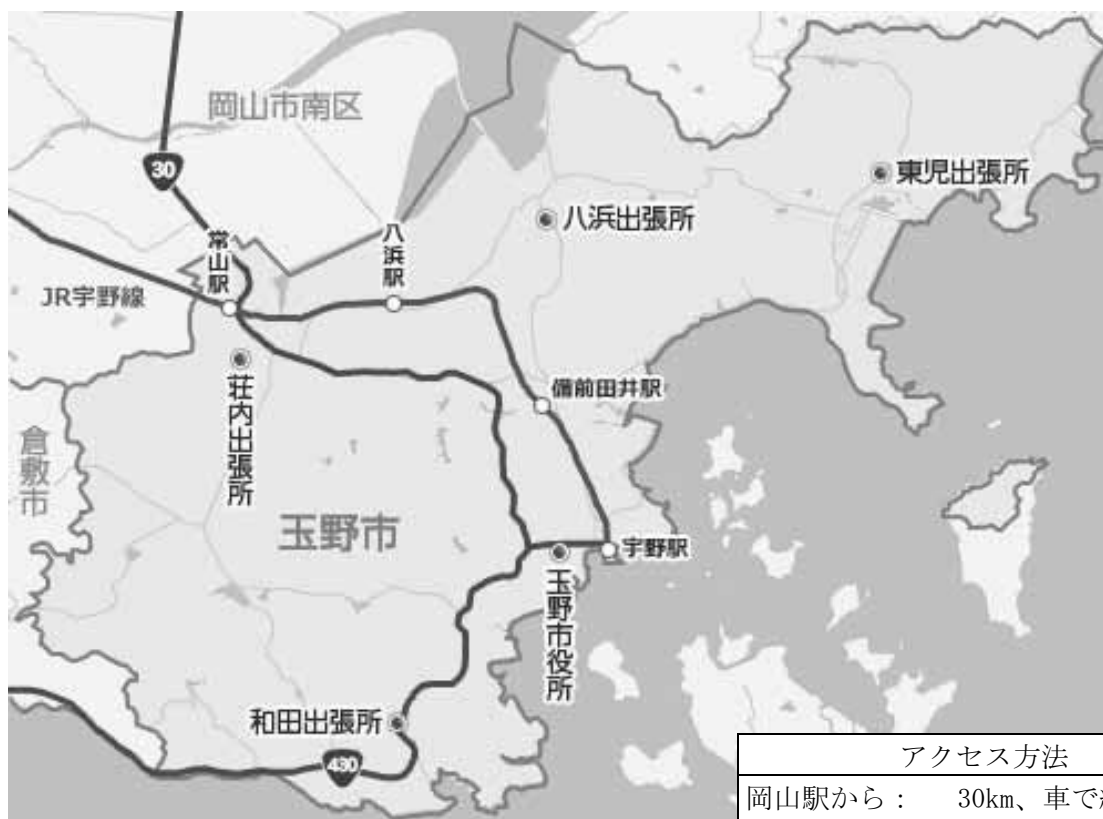 岡山市南区
30
東児出張所
八浜出張所
常山駅
八浜駅
JR宇野線
荘内出張所
備前田井駅
倉敷市
玉野市
宇野駅
玉野市役所
和田出張所
430
アクセス方法
岡山駅から: 30km、車で